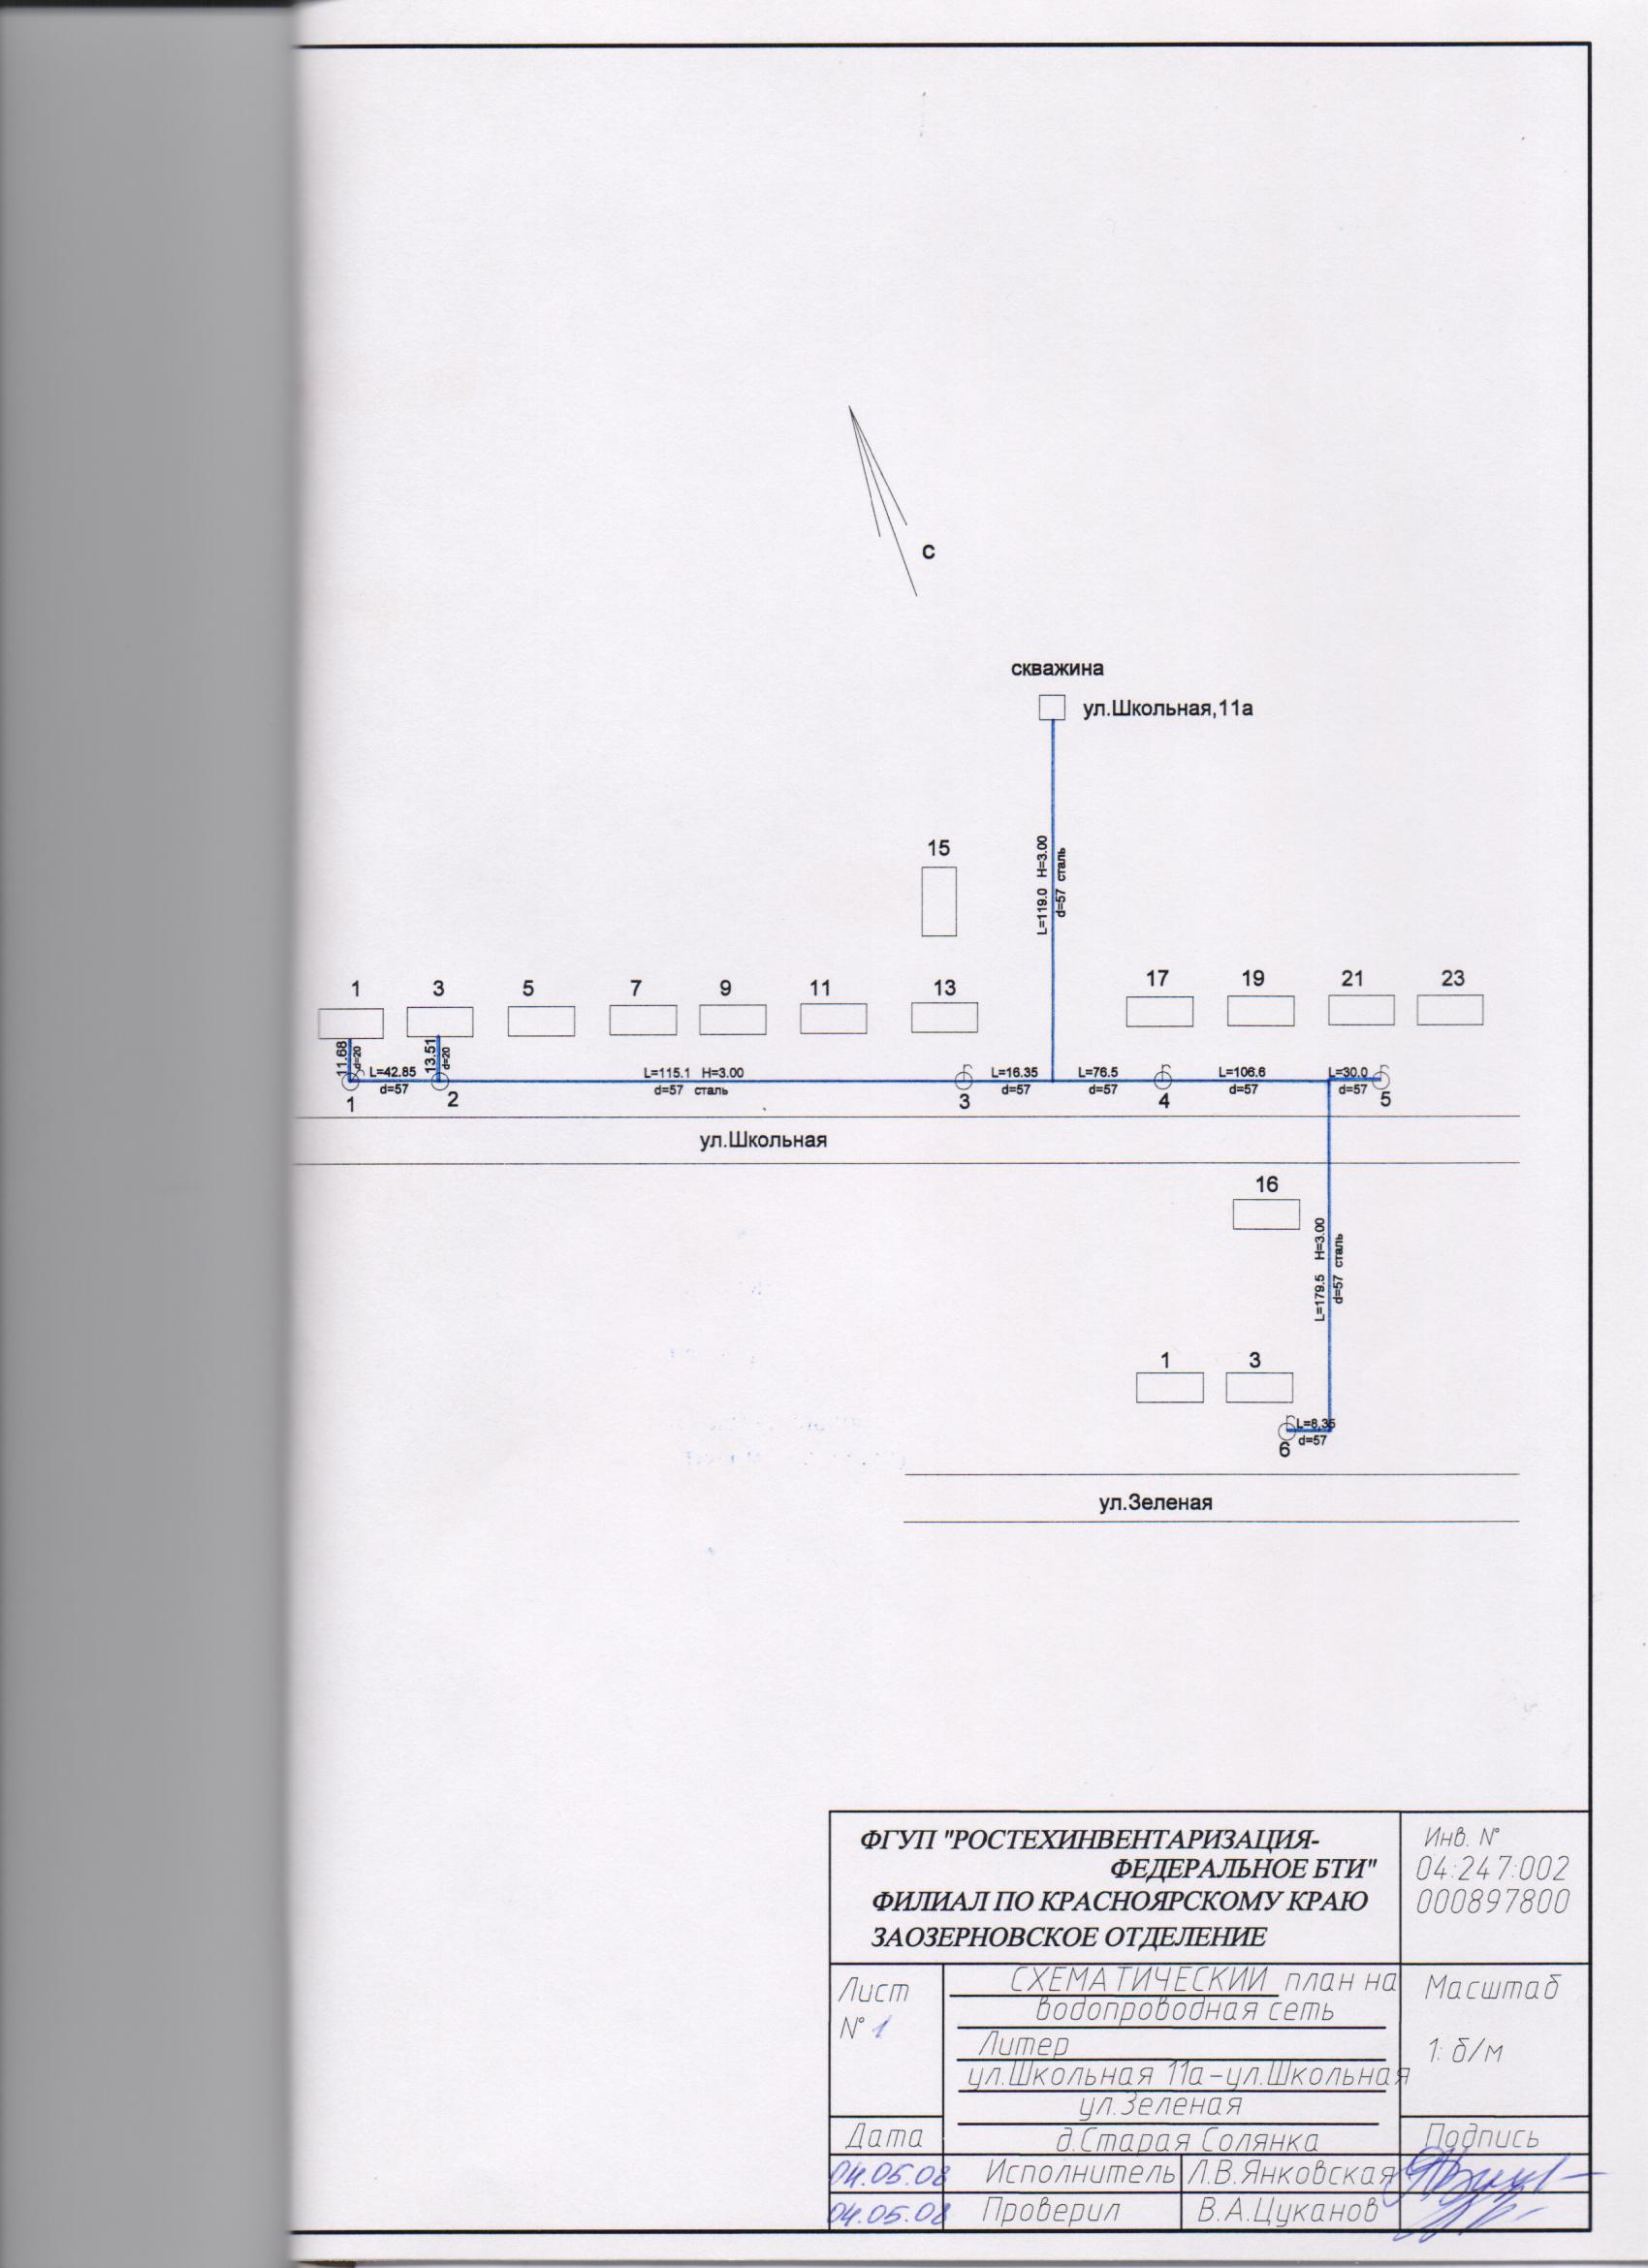 С
скважина
ул.Школьная,11а
15
L=119.0 H=3.00
d=57 сталь
1 3 5 7 9 11 13 17 19 21 23
11.68
d=20
13.51
d=20
L=42.85
d=57
L=115.1 H=3.00
d=57 сталь
L=16.35
d=57
L=76.5
d=57
L=106.6
d=57
L=30.0
d=57
1 2 3 4 5
ул.Школьная
16
L=179.5 H=3.00
d=57 сталь
1 3
L=8,35
d=57
6
ул.Зеленая
ФГУП "РОСТЕХИНВЕНТАРИЗАЦИЯ-
ФЕДЕРАЛЬНОЕ БТИ"
ФИЛИАЛ ПО КРАСНОЯРСКОМУ КРАЮ
ЗАОЗЕРНОВСКОЕ ОТДЕЛЕНИЕ
Инв. N°
04:247:002
000897800
Лист
N° 1
СХЕМАТИЧЕСКИЙ план на
водопроводная сеть
Литер
ул.Школьная 11а-ул.Школьная
ул.Зеленая
д.Старая Солянка
Масштаб
1: б/м
Дата
Подпись
04.05.08 Исполнитель Л.В.Янковская
04.05.08 Проверил В.А.Цуканов